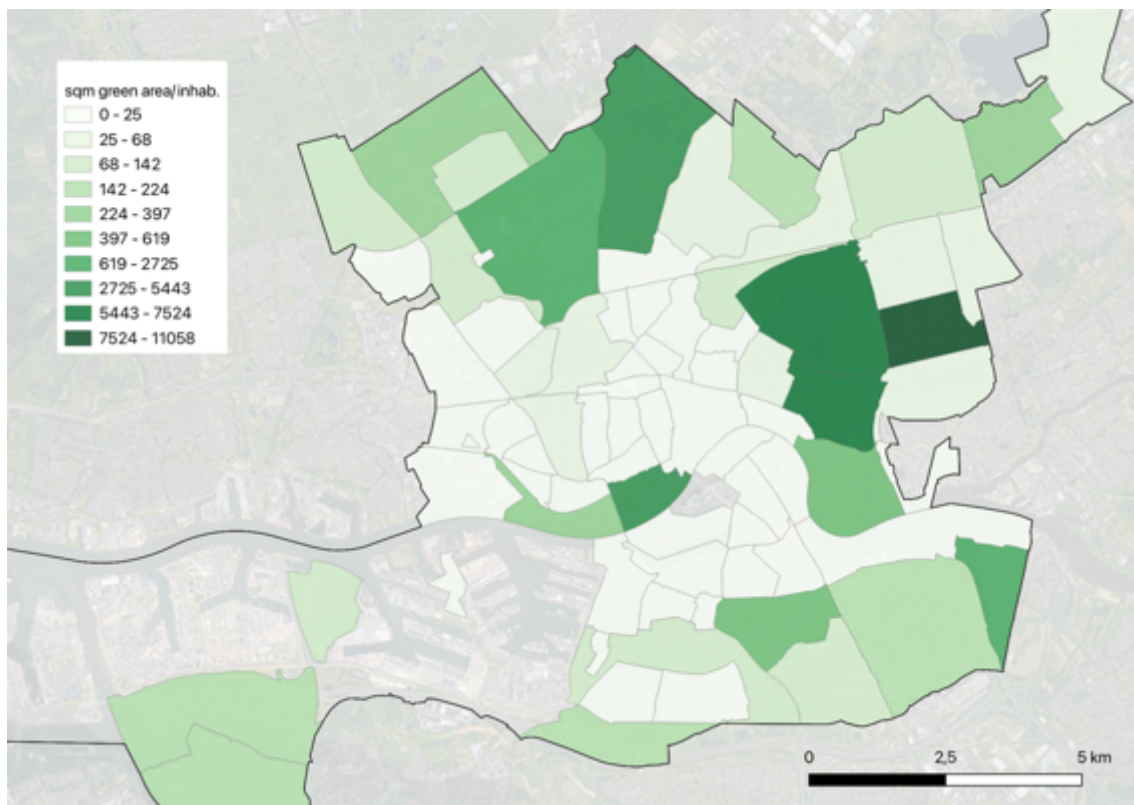 sqm green area/inhab.
0 - 25
25 - 68
68 - 142
142 - 224
224 - 397
397 - 619
619 - 2725
2725 - 5443
5443 - 7524
7524 - 11058
0 2,5 5 km